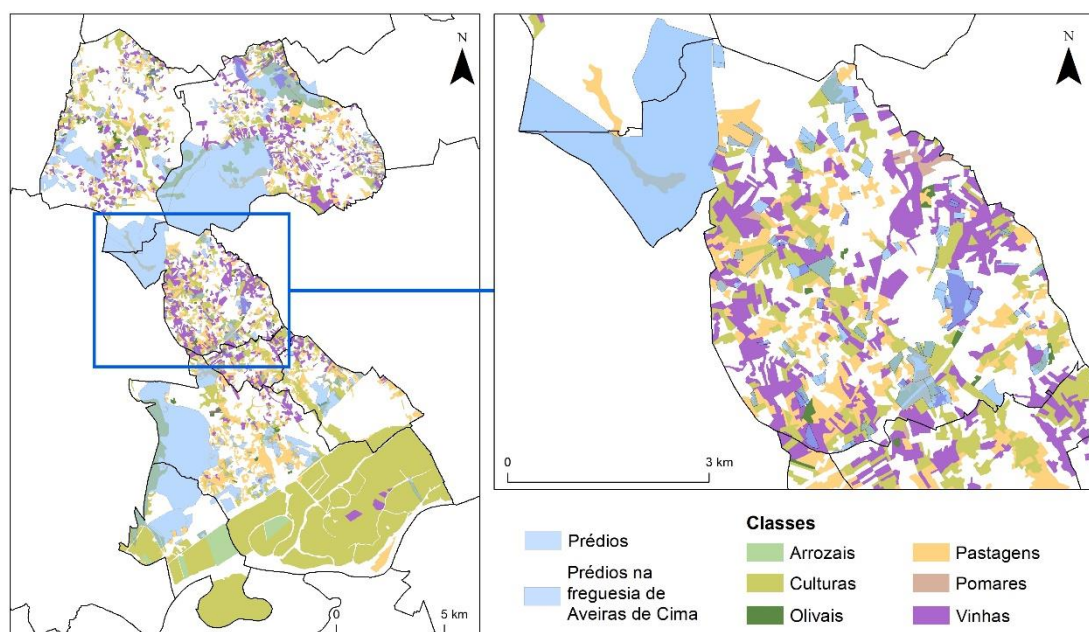 N
N
0
5 km
0
3 km
Prédios
Prédios na
freguesia de
Aveiras de Cima
Classes
Arrozais
Culturas
Olivais
Pastagens
Pomares
Vinhas